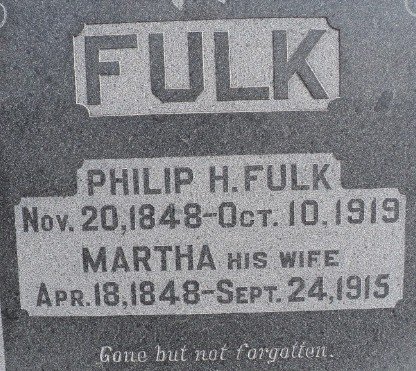 FULK
PHILIP H. FULK
NOV. 20, 1848-OCT. 10, 1919
MARTHA HIS WIFE
APR. 18, 1848-SEPT. 24, 1915
Gone but not forgotten.